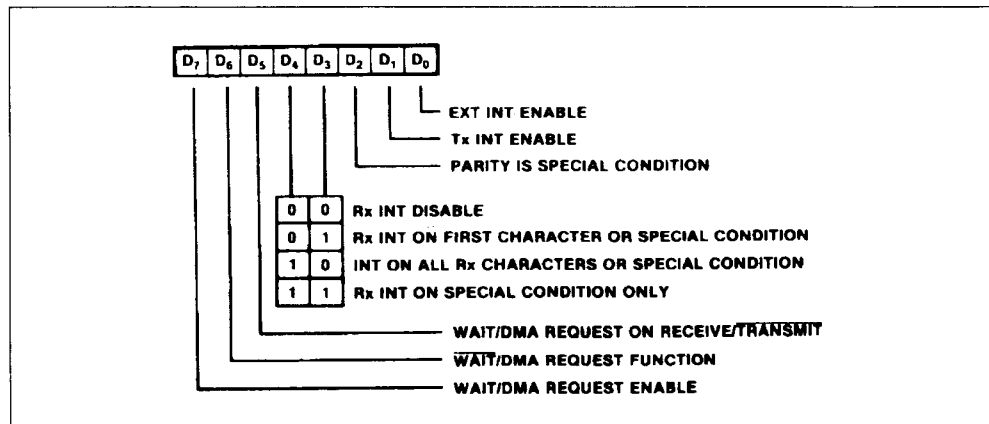 D₇ D₆ D₅ D₄ D₃ D₂ D₁ D₀
EXT INT ENABLE
Tx INT ENABLE
PARITY IS SPECIAL CONDITION
0 0 Rx INT DISABLE
0 1 Rx INT ON FIRST CHARACTER OR SPECIAL CONDITION
1 0 INT ON ALL Rx CHARACTERS OR SPECIAL CONDITION
1 1 Rx INT ON SPECIAL CONDITION ONLY
WAIT/DMA REQUEST ON RECEIVE/T̅R̅A̅N̅S̅M̅I̅T̅
W̅A̅I̅T̅/DMA REQUEST FUNCTION
WAIT/DMA REQUEST ENABLE